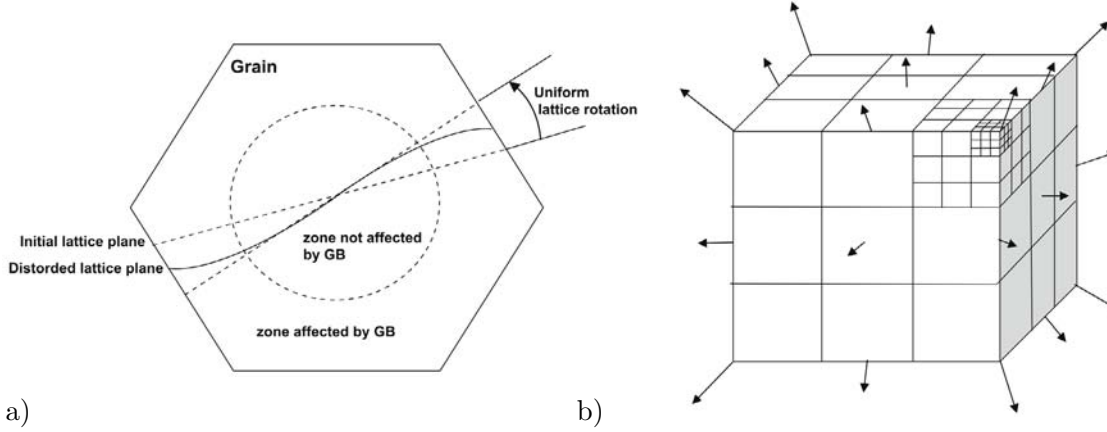 Grain
Uniform
lattice rotation
Initial lattice plane
Distorded lattice plane
zone not affected
by GB
zone affected by GB
a)
b)